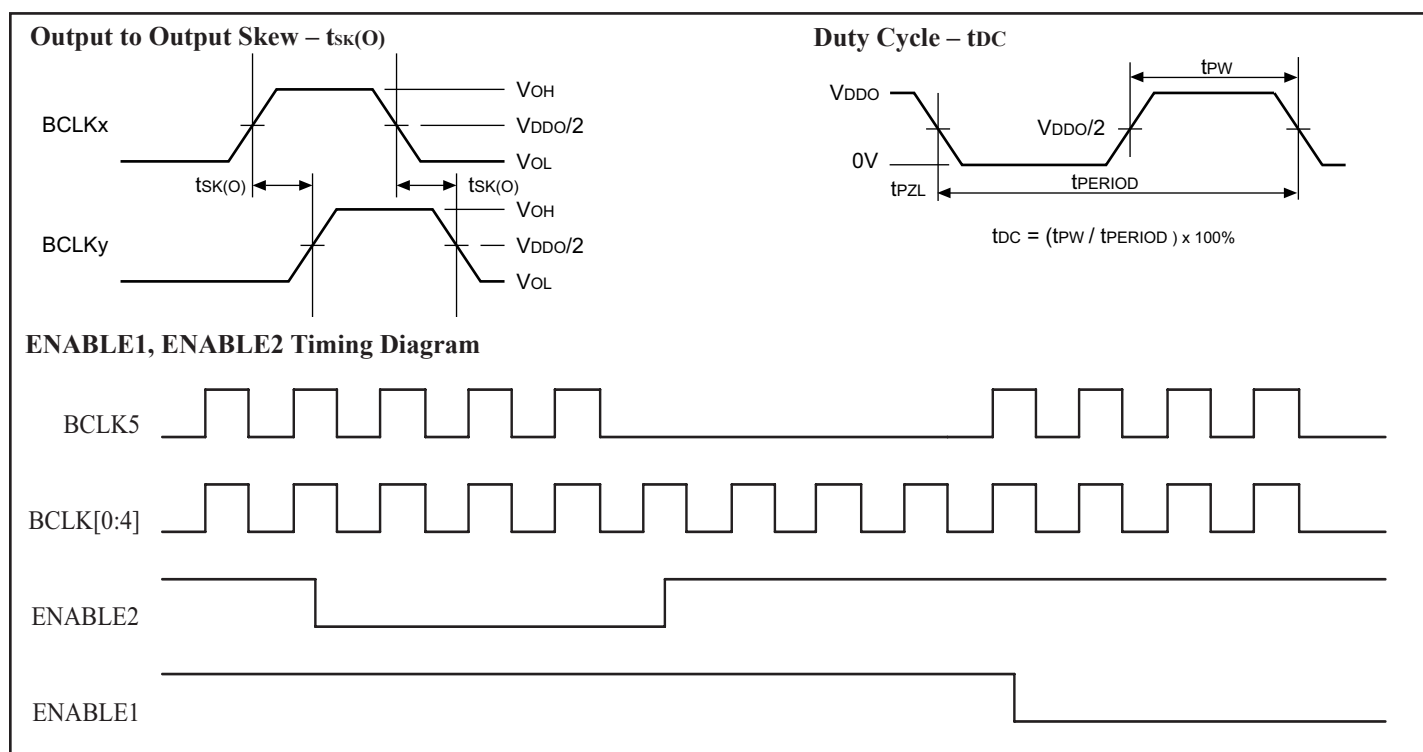 Output to Output Skew – tSK(O)
BCLKx
VOH
VDDO/2
VOL
tSK(O)
tSK(O)
BCLKy
VOH
VDDO/2
VOL
Duty Cycle – tDC
tPW
VDDO
VDDO/2
0V
tPZL
tPERIOD
tDC = (tPW / tPERIOD ) x 100%
ENABLE1, ENABLE2 Timing Diagram
BCLK5
BCLK[0:4]
ENABLE2
ENABLE1